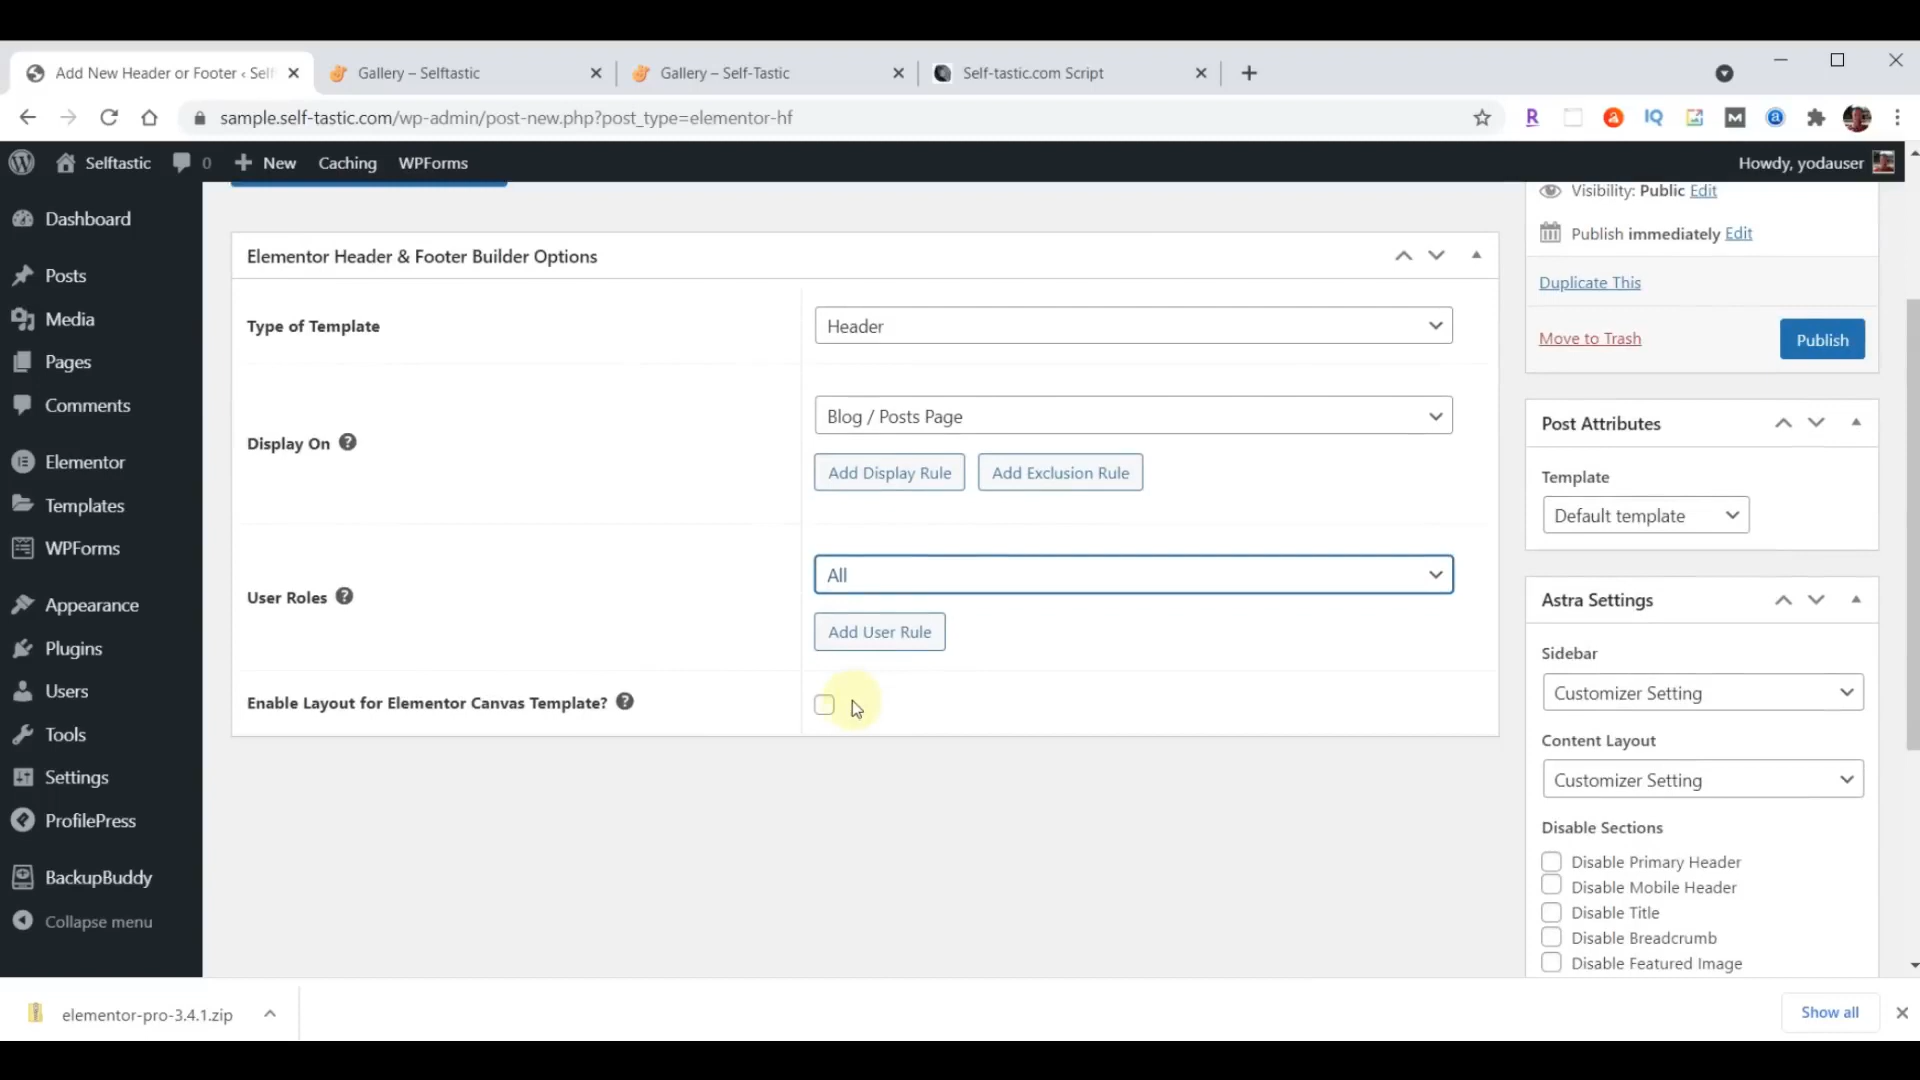 Add New Header or Footer ‹ Self
Gallery – Selftastic
Gallery – Self-Tastic
Self-tastic.com Script
sample.self-tastic.com/wp-admin/post-new.php?post_type=elementor-hf
Selftastic
0
New
Caching
WPForms
Howdy, yodauser
Dashboard
Posts
Media
Pages
Comments
Elementor
Templates
WPForms
Appearance
Plugins
Users
Tools
Settings
ProfilePress
BackupBuddy
Collapse menu
Elementor Header & Footer Builder Options
Type of Template
Header
Display On
Blog / Posts Page
Add Display Rule
Add Exclusion Rule
User Roles
All
Add User Rule
Enable Layout for Elementor Canvas Template?
Visibility: Public Edit
Publish immediately Edit
Duplicate This
Move to Trash
Publish
Post Attributes
Template
Default template
Astra Settings
Sidebar
Customizer Setting
Content Layout
Customizer Setting
Disable Sections
Disable Primary Header
Disable Mobile Header
Disable Title
Disable Breadcrumb
Disable Featured Image
elementor-pro-3.4.1.zip
Show all